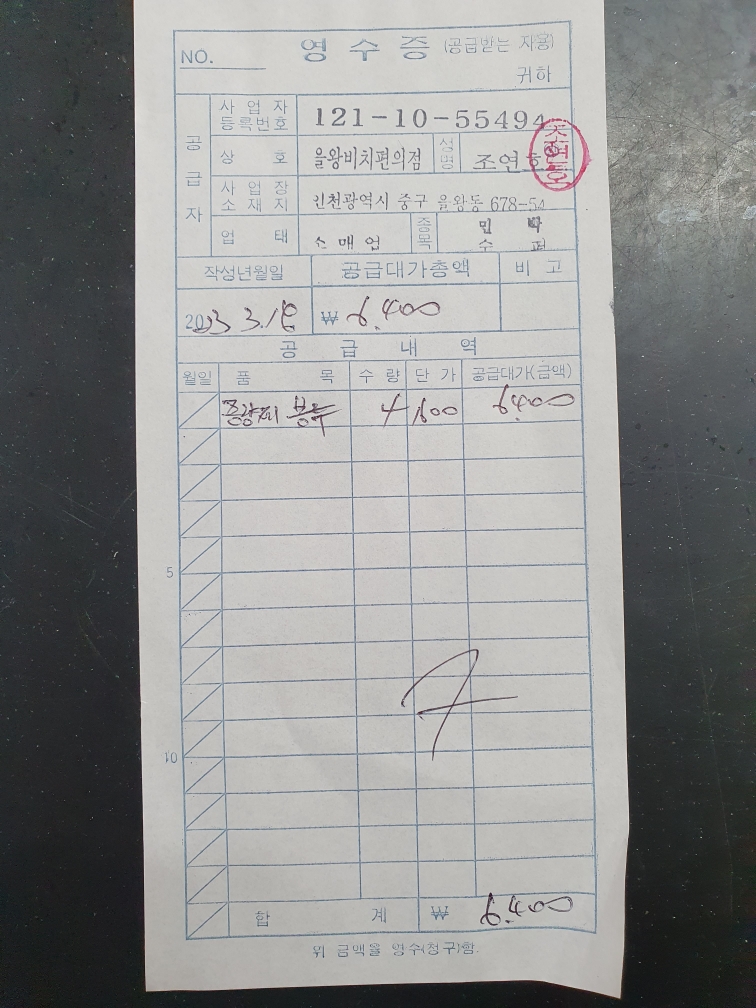 NO. 영 수 증 (공급받는 자용)
귀하
공급자
사업자등록번호 121-10-55494
상 호 을왕비치편의점 성명 조연호
사업장소재지 인천광역시 중구 을왕동 678-54
업 태 소매업 종목 민 박
수 퍼
작성년월일 공급대가총액 비 고
2023 3.18 ₩ 6.400
공 급 내 역
월일 품 목 수 량 단 가 공급대가(금액)
종량제 봉투 4 1,600 6400
5
10
합 계 ₩ 6.400
위 금액을 영수(청구)함.